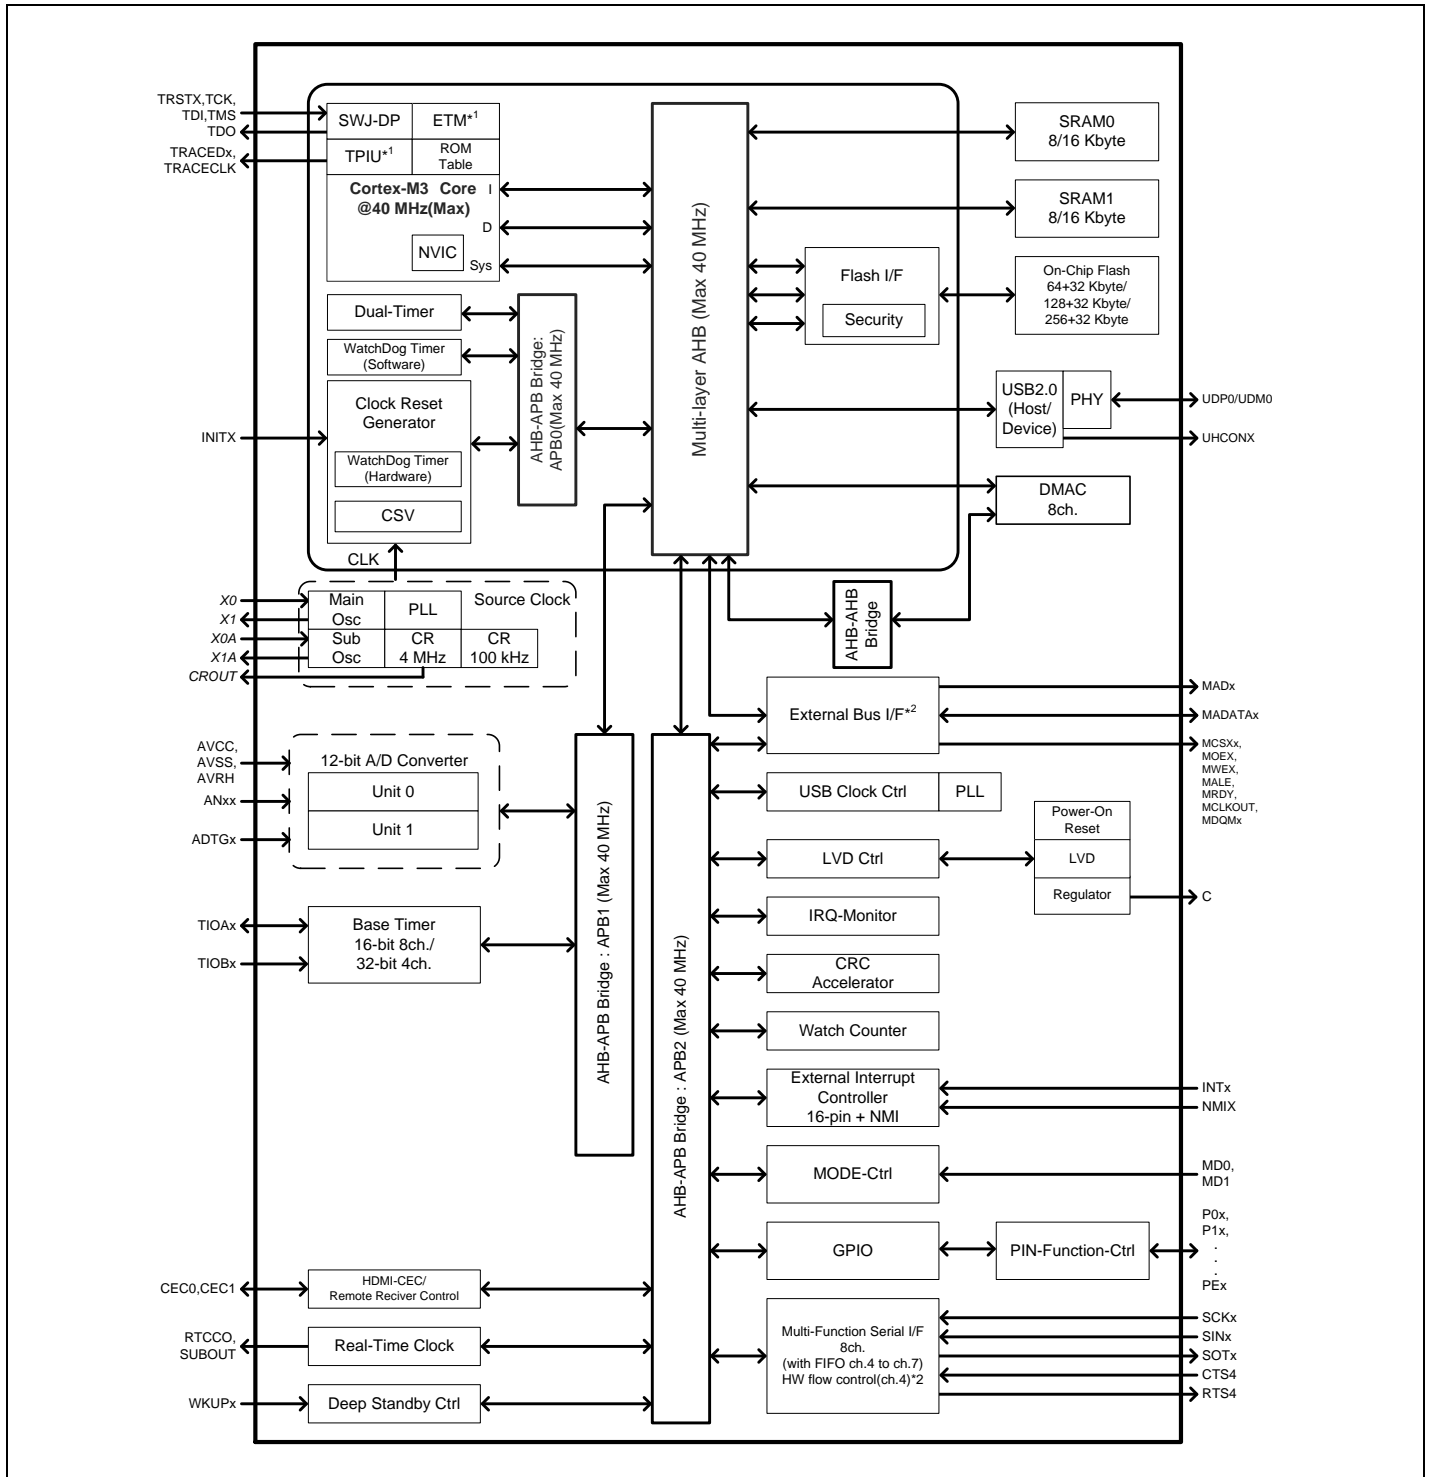 TRSTX,TCK,
TDI,TMS
TDO
TRACEDx,
TRACECLK
SWJ-DP
ETM*1
TPIU*1
ROM
Table
Cortex-M3 Core
@40 MHz(Max)
I
D
Sys
NVIC
Dual-Timer
WatchDog Timer
(Software)
Clock Reset
Generator
WatchDog Timer
(Hardware)
CSV
INITX
CLK
AHB-APB Bridge:
APB0(Max 40 MHz)
Multi-layer AHB (Max 40 MHz)
SRAM0
8/16 Kbyte
SRAM1
8/16 Kbyte
Flash I/F
Security
On-Chip Flash
64+32 Kbyte/
128+32 Kbyte/
256+32 Kbyte
USB2.0
(Host/
Device)
PHY
UDP0/UDM0
UHCONX
DMAC
8ch.
AHB-AHB
Bridge
X0
X1
X0A
X1A
CROUT
Main
Osc
PLL
Source Clock
Sub
Osc
CR
4 MHz
CR
100 kHz
AVCC,
AVSS,
AVRH
ANxx
ADTGx
12-bit A/D Converter
Unit 0
Unit 1
TIOAx
TIOBx
Base Timer
16-bit 8ch./
32-bit 4ch.
AHB-APB Bridge : APB1 (Max 40 MHz)
AHB-APB Bridge : APB2 (Max 40 MHz)
External Bus I/F*2
MADx
MADATAx
MCSXx,
MOEX,
MWEX,
MALE,
MRDY,
MCLKOUT,
MDQMx
USB Clock Ctrl
PLL
LVD Ctrl
Power-On
Reset
LVD
Regulator
C
IRQ-Monitor
CRC
Accelerator
Watch Counter
External Interrupt
Controller
16-pin + NMI
INTx
NMIX
MODE-Ctrl
MD0,
MD1
GPIO
PIN-Function-Ctrl
P0x,
P1x,
.
.
.
PEx
Multi-Function Serial I/F
8ch.
(with FIFO ch.4 to ch.7)
HW flow control(ch.4)*2
SCKx
SINx
SOTx
CTS4
RTS4
CEC0,CEC1
HDMI-CEC/
Remote Reciver Control
RTCCO,
SUBOUT
Real-Time Clock
WKUPx
Deep Standby Ctrl